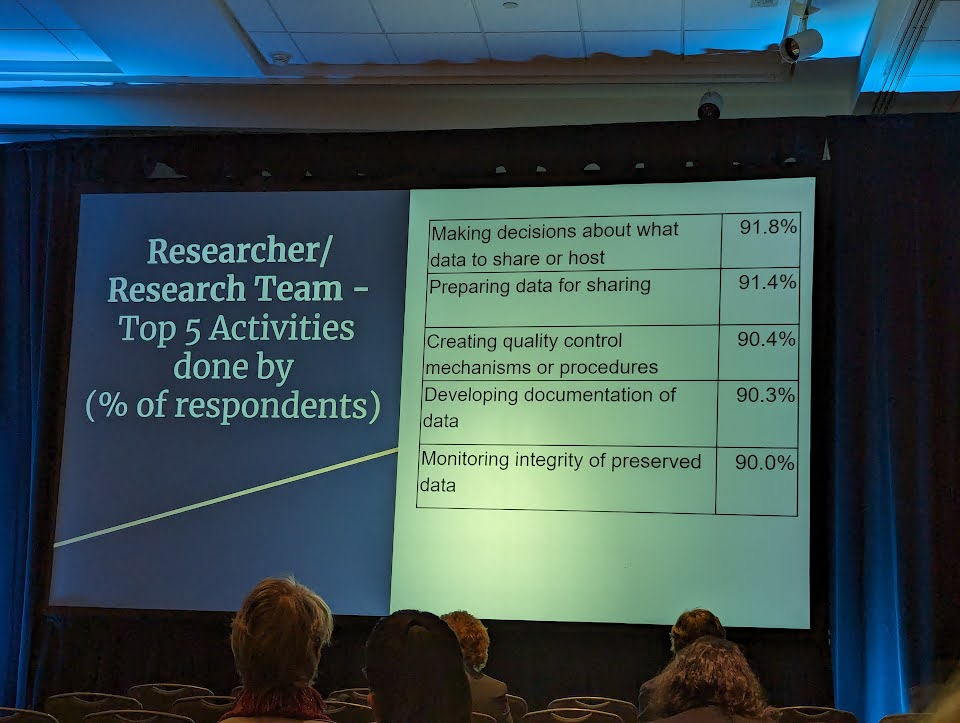 Researcher/
Research Team -
Top 5 Activities
done by
(% of respondents)
Making decisions about what
data to share or host
91.8%
Preparing data for sharing
91.4%
Creating quality control
mechanisms or procedures
90.4%
Developing documentation of
data
90.3%
Monitoring integrity of preserved
data
90.0%